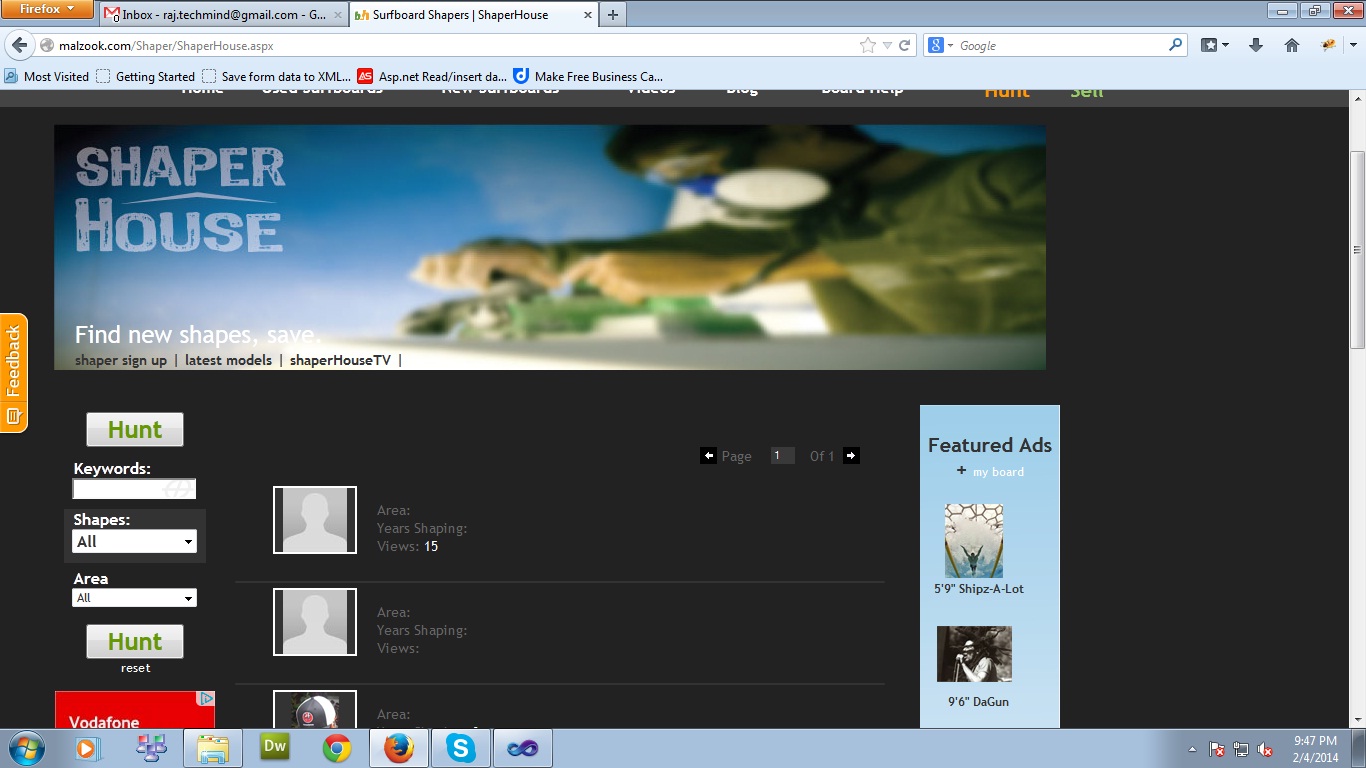 Firefox
Inbox - raj.techmind@gmail.com - G...
Surfboard Shapers | ShaperHouse
malzook.com/Shaper/ShaperHouse.aspx
Google
Most Visited
Getting Started
Save form data to XML...
Asp.net Read/insert da...
Make Free Business Ca...
Home
Used Surfboards
New Surfboards
Videos
Blog
Board Help
Hunt
Sell
SHAPER
HOUSE
Find new shapes, save.
shaper sign up | latest models | shaperHouseTV |
Feedback
Hunt
Keywords:
Shapes:
All
Area
All
Hunt
reset
Vodafone
Page 1 Of 1
Area:
Years Shaping:
Views: 15
Area:
Years Shaping:
Views:
Area:
Featured Ads
+ my board
5'9" Shipz-A-Lot
9'6" DaGun
Dw
9:47 PM
2/4/2014